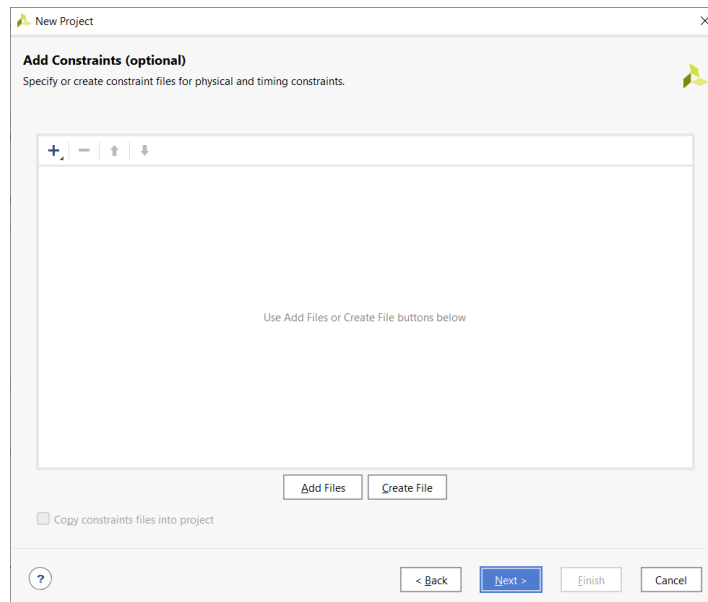 New Project
Add Constraints (optional)
Specify or create constraint files for physical and timing constraints.
Use Add Files or Create File buttons below
Add Files
Create File
Copy constraints files into project
?
< Back
Next >
Finish
Cancel